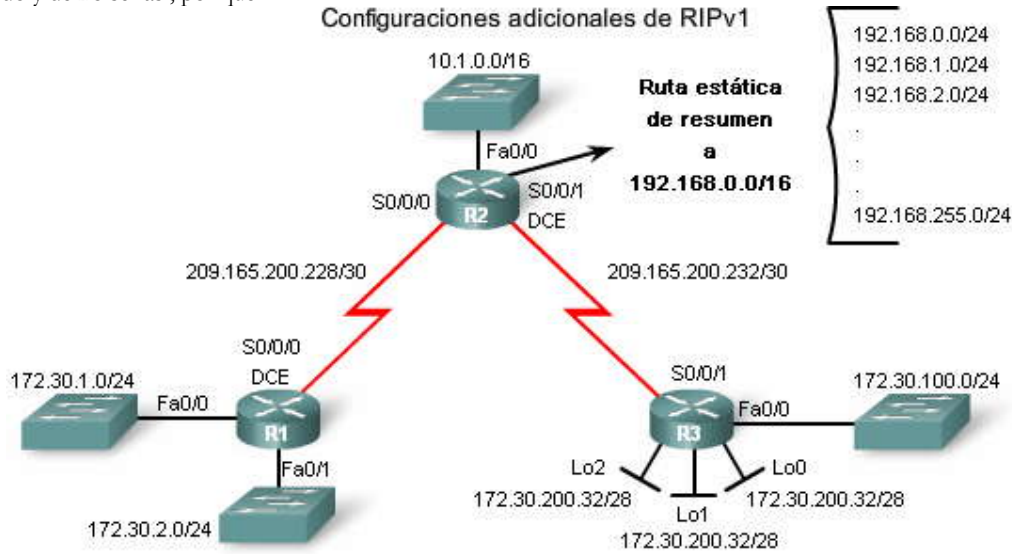 Configuraciones adicionales de RIPv1
10.1.0.0/16
Fa0/0
Ruta estática
de resumen
a
192.168.0.0/16
192.168.0.0/24
192.168.1.0/24
192.168.2.0/24
.
.
.
192.168.255.0/24
S0/0/0
R2
S0/0/1
DCE
209.165.200.228/30
209.165.200.232/30
S0/0/0
DCE
172.30.1.0/24
Fa0/0
R1
Fa0/1
172.30.2.0/24
S0/0/1
172.30.100.0/24
Fa0/0
R3
Lo2
Lo0
172.30.200.32/28
Lo1
172.30.200.32/28
172.30.200.32/28